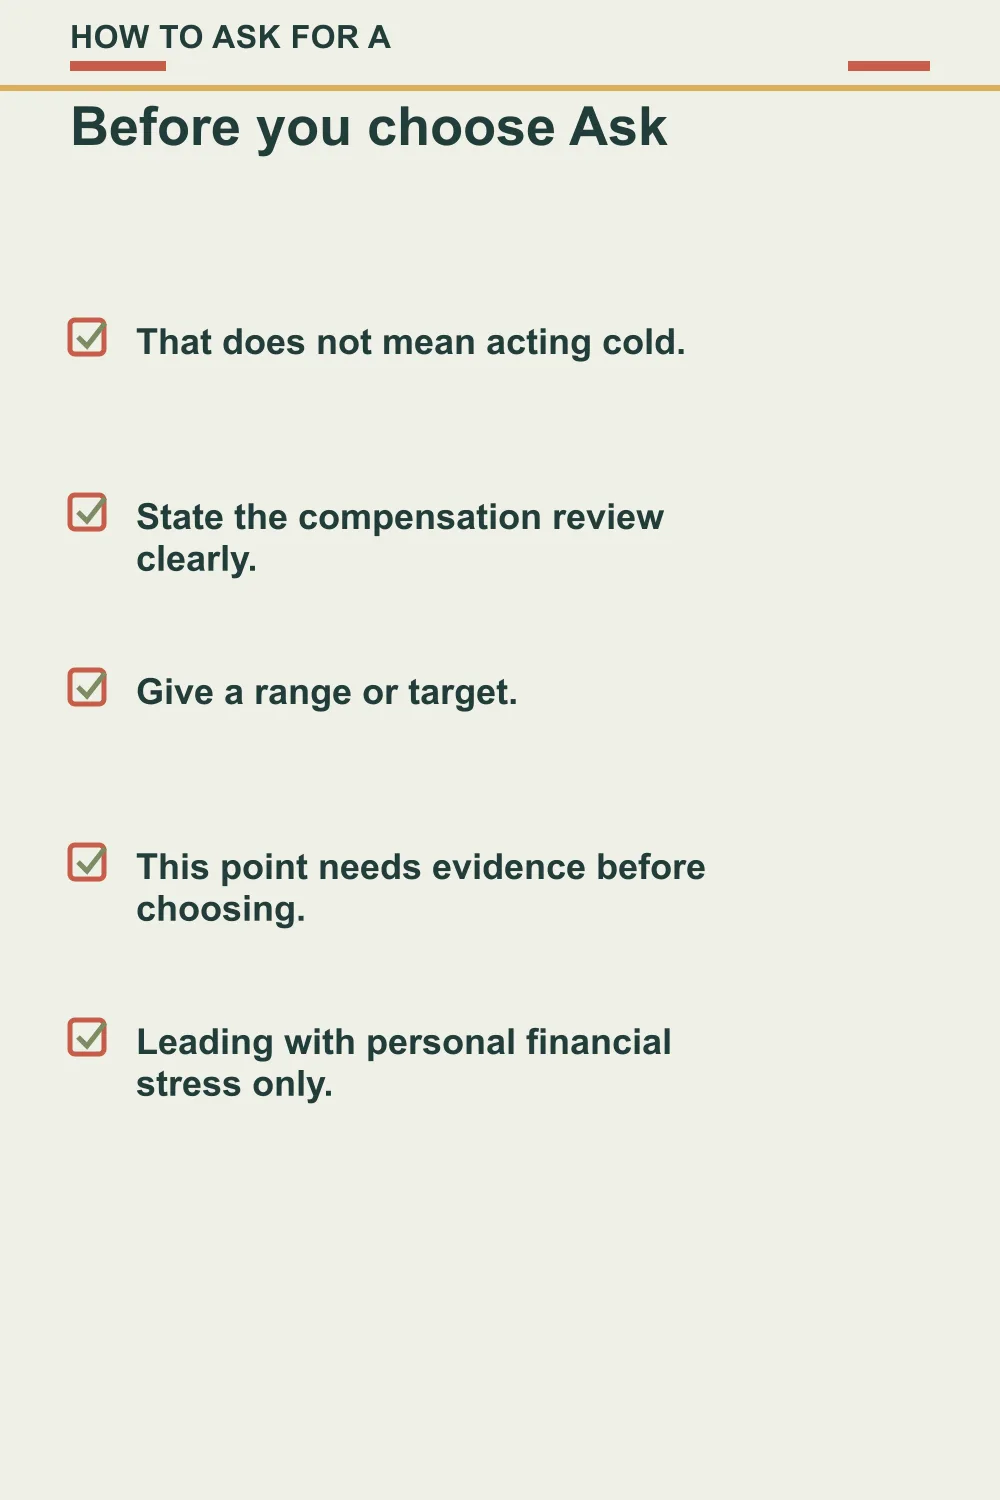 HOW TO ASK FOR A
Before you choose Ask
That does not mean acting cold.
State the compensation review
clearly.
Give a range or target.
This point needs evidence before
choosing.
Leading with personal financial
stress only.